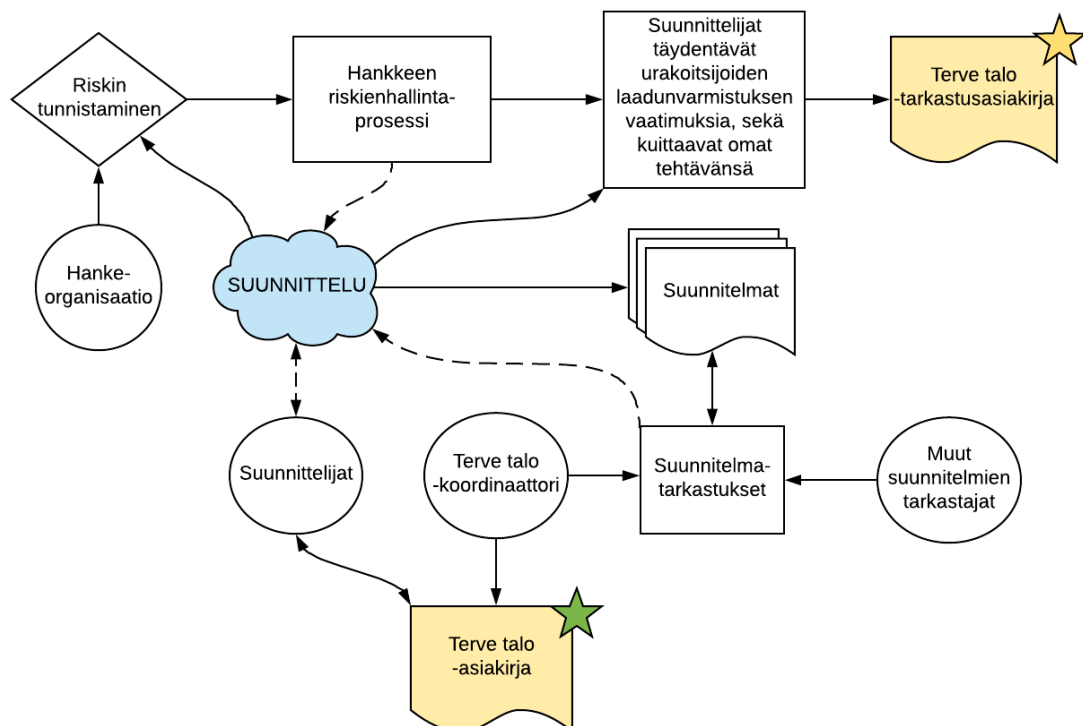 Riskin
tunnistaminen
Hankkeen
riskienhallinta-
prosessi
Suunnittelijat
täydentävät
urakoitsijoiden
laadunvarmistuksen
vaatimuksia, sekä
kuittaavat omat
tehtävänsä
Terve talo
-tarkastusasiakirja
Hanke-
organisaatio
SUUNNITTELU
Suunnitelmat
Suunnittelijat
Terve talo
-koordinaattori
Suunnitelma-
tarkastukset
Muut
suunnitelmien
tarkastajat
Terve talo
-asiakirja